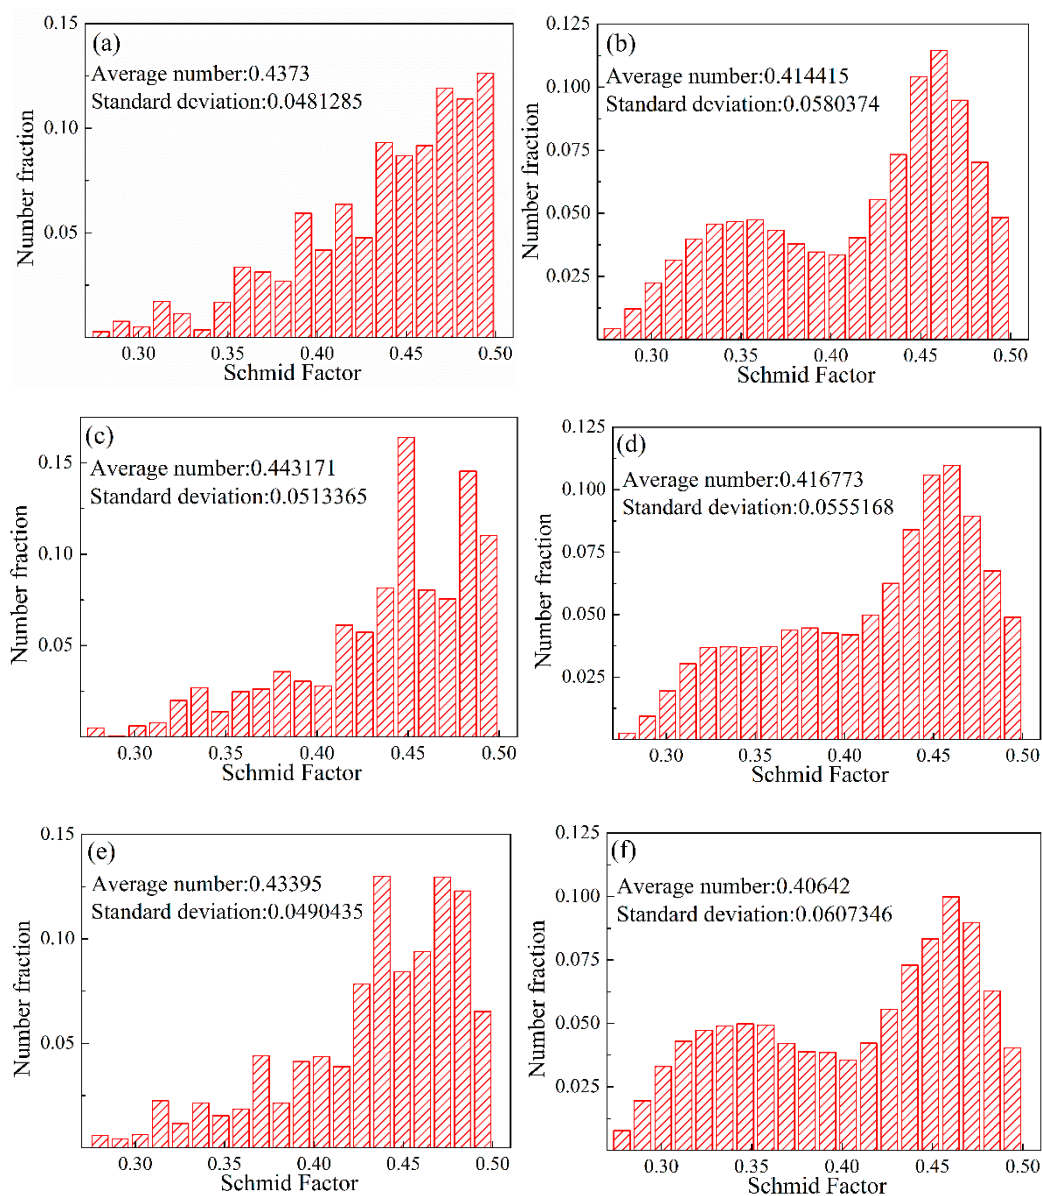 (a)
Average number:0.4373
Standard deviation:0.0481285
0.15
0.10
0.05
Number fraction
0.30 0.35 0.40 0.45 0.50
Schmid Factor
(b)
Average number:0.414415
Standard deviation:0.0580374
0.125
0.100
0.075
0.050
0.025
Number fraction
0.30 0.35 0.40 0.45 0.50
Schmid Factor
(c)
Average number:0.443171
Standard deviation:0.0513365
0.15
0.10
0.05
Number fraction
0.30 0.35 0.40 0.45 0.50
Schmid Factor
(d)
Average number:0.416773
Standard deviation:0.0555168
0.125
0.100
0.075
0.050
0.025
Number fraction
0.30 0.35 0.40 0.45 0.50
Schmid Factor
(e)
Average number:0.43395
Standard deviation:0.0490435
0.15
0.10
0.05
Number fraction
0.30 0.35 0.40 0.45 0.50
Schmid Factor
(f)
Average number:0.40642
Standard deviation:0.0607346
0.125
0.100
0.075
0.050
0.025
Number fraction
0.30 0.35 0.40 0.45 0.50
Schmid Factor